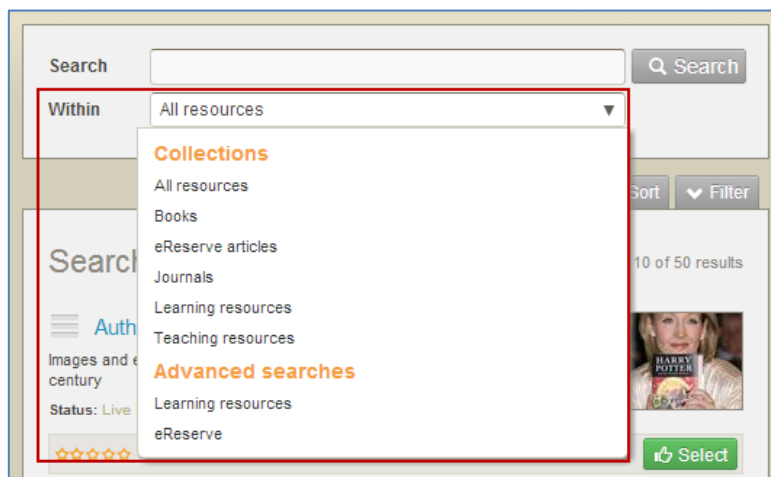 Search
Search
Within
All resources
Collections
All resources
Books
eReserve articles
Journals
Learning resources
Teaching resources
Advanced searches
Learning resources
eReserve
Sort
Filter
Search
10 of 50 results
Auth
Images and e
century
Status: Live
HARRY
POTTER
Select